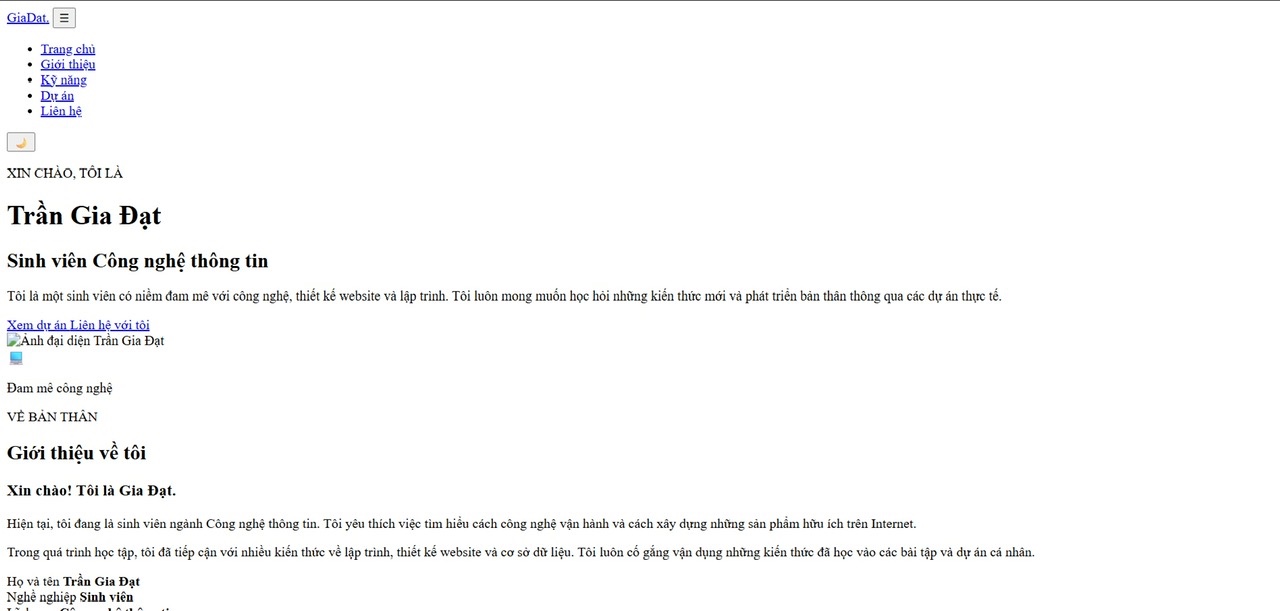 GiaDat. ☰
Trang chủ
Giới thiệu
Kỹ năng
Dự án
Liên hệ
XIN CHÀO, TÔI LÀ
Trần Gia Đạt
Sinh viên Công nghệ thông tin
Tôi là một sinh viên có niềm đam mê với công nghệ, thiết kế website và lập trình. Tôi luôn mong muốn học hỏi những kiến thức mới và phát triển bản thân thông qua các dự án thực tế.
Xem dự án Liên hệ với tôi
Ảnh đại diện Trần Gia Đạt
Đam mê công nghệ
VỀ BẢN THÂN
Giới thiệu về tôi
Xin chào! Tôi là Gia Đạt.
Hiện tại, tôi đang là sinh viên ngành Công nghệ thông tin. Tôi yêu thích việc tìm hiểu cách công nghệ vận hành và cách xây dựng những sản phẩm hữu ích trên Internet.
Trong quá trình học tập, tôi đã tiếp cận với nhiều kiến thức về lập trình, thiết kế website và cơ sở dữ liệu. Tôi luôn cố gắng vận dụng những kiến thức đã học vào các bài tập và dự án cá nhân.
Họ và tên Trần Gia Đạt
Nghề nghiệp Sinh viên